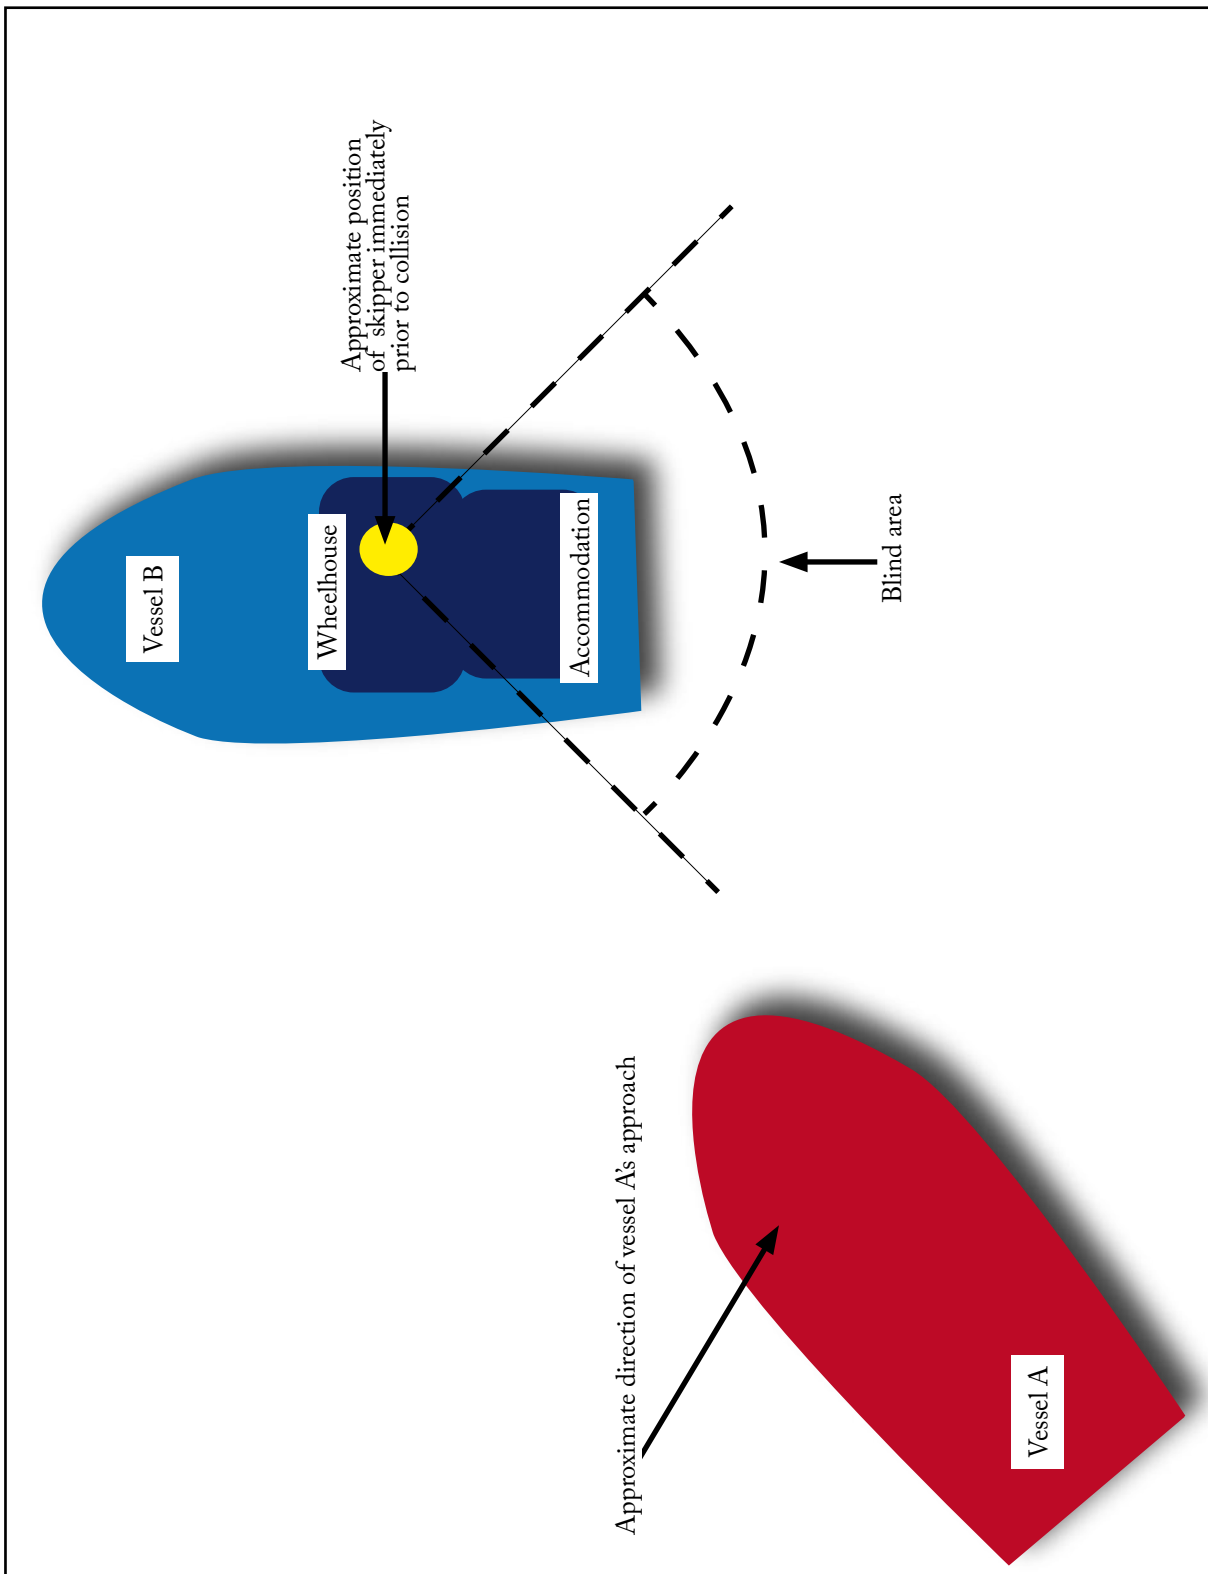 Approximate position
of skipper immediately
prior to collision
Vessel B
Wheelhouse
Accommodation
Blind area
Approximate direction of vessel A's approach
Vessel A